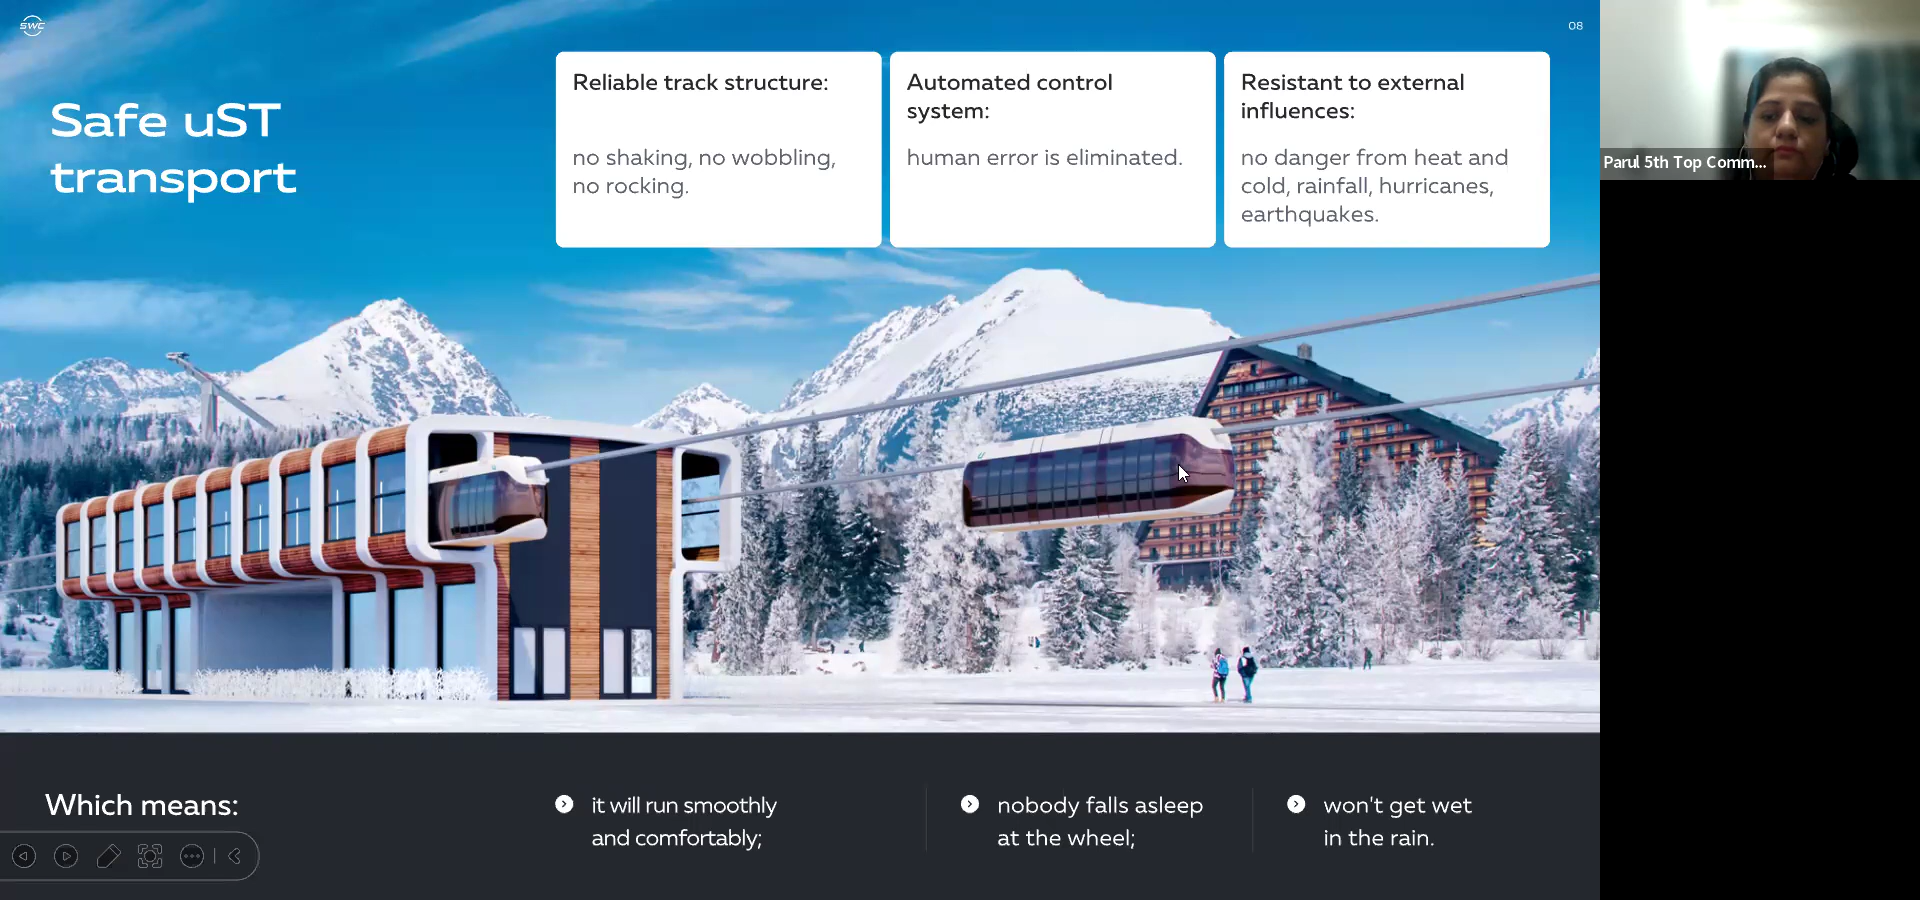 SWC
08
Safe uST
transport
Reliable track structure:
no shaking, no wobbling,
no rocking.
Automated control
system:
human error is eliminated.
Resistant to external
influences:
no danger from heat and
cold, rainfall, hurricanes,
earthquakes.
Parul 5th Top Comm...
Which means:
it will run smoothly
and comfortably;
nobody falls asleep
at the wheel;
won't get wet
in the rain.